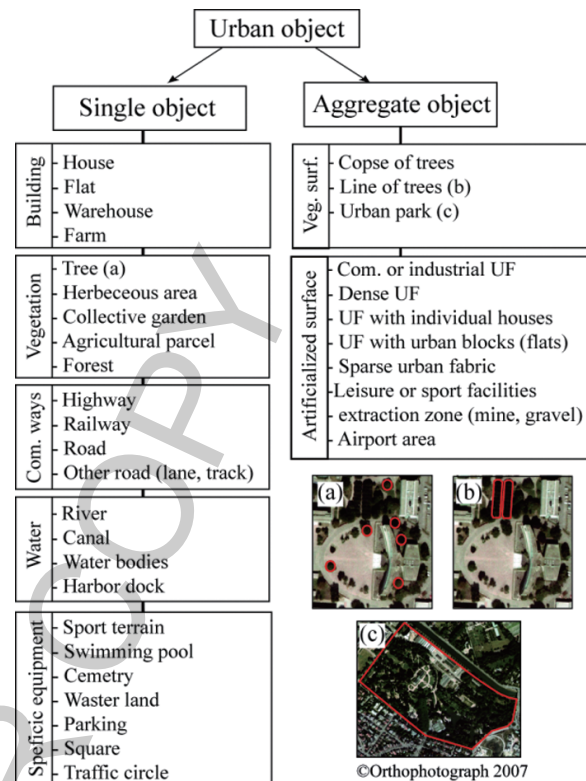 Urban object
Single object
Aggregate object
Building
- House
- Flat
- Warehouse
- Farm
Vegetation
- Tree (a)
- Herbeceous area
- Collective garden
- Agricultural parcel
- Forest
Com. ways
- Highway
- Railway
- Road
- Other road (lane, track)
Water
- River
- Canal
- Water bodies
- Harbor dock
Speficic equipment
- Sport terrain
- Swimming pool
- Cemetry
- Waster land
- Parking
- Square
- Traffic circle
Veg. surf.
- Copse of trees
- Line of trees (b)
- Urban park (c)
Artificialized surface
- Com. or industrial UF
- Dense UF
- UF with individual houses
- UF with urban blocks (flats)
- Sparse urban fabric
- Leisure or sport facilities
- extraction zone (mine, gravel)
- Airport area
(a)
(b)
(c)
©Orthophotograph 2007
COPY